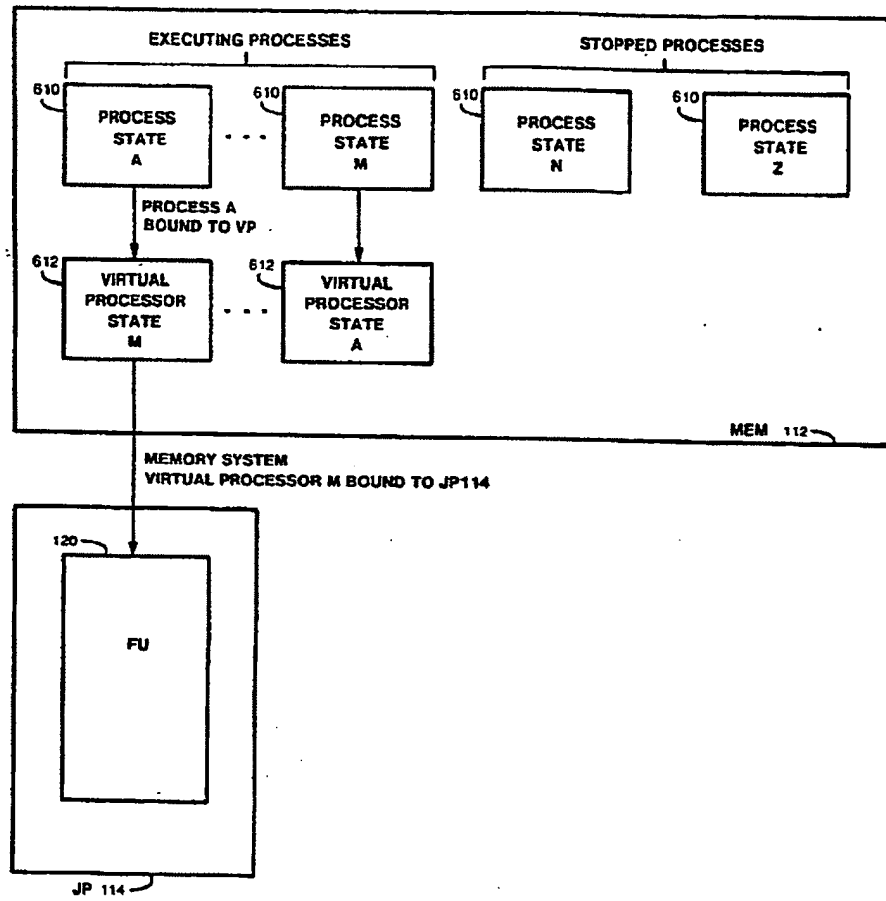 EXECUTING PROCESSES
STOPPED PROCESSES
610
PROCESS
STATE
A
610
PROCESS
STATE
M
610
PROCESS
STATE
N
610
PROCESS
STATE
Z
PROCESS A
BOUND TO VP
612
VIRTUAL
PROCESSOR
STATE
M
612
VIRTUAL
PROCESSOR
STATE
A
MEM 112
MEMORY SYSTEM
VIRTUAL PROCESSOR M BOUND TO JP114
120
FU
JP 114